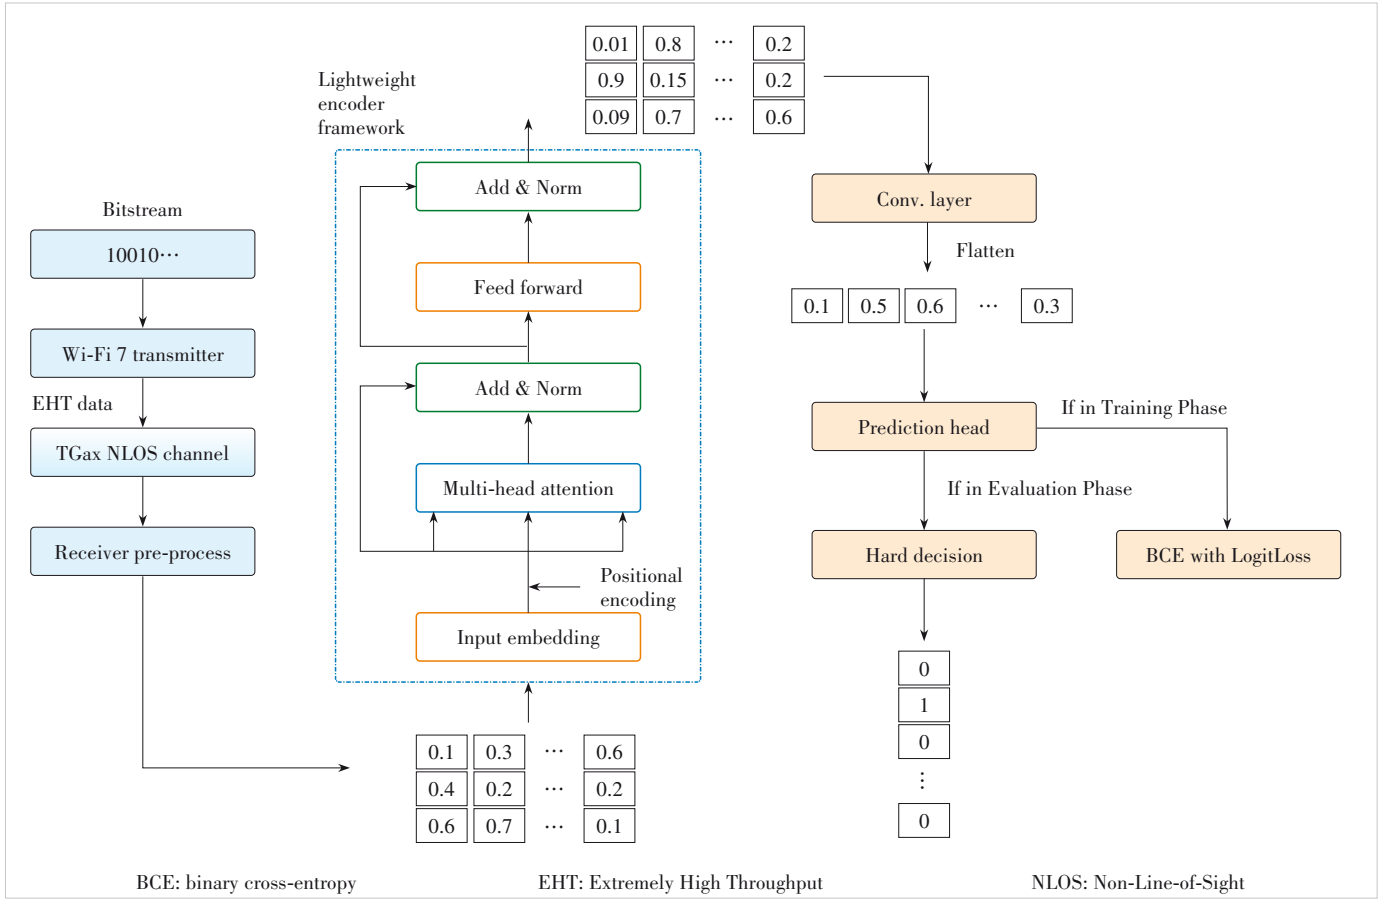 Bitstream
10010···
Wi-Fi 7 transmitter
EHT data
TGax NLOS channel
Receiver pre-process
Lightweight
encoder
framework
Add & Norm
Feed forward
Add & Norm
Multi-head attention
Positional
encoding
Input embedding
0.1 0.3 ··· 0.6
0.4 0.2 ··· 0.2
0.6 0.7 ··· 0.1
0.01 0.8 ··· 0.2
0.9 0.15 ··· 0.2
0.09 0.7 ··· 0.6
Conv. layer
Flatten
0.1 0.5 0.6 ··· 0.3
Prediction head
If in Training Phase
If in Evaluation Phase
Hard decision
BCE with LogitLoss
0
1
0
⋮
0
BCE: binary cross-entropy
EHT: Extremely High Throughput
NLOS: Non-Line-of-Sight